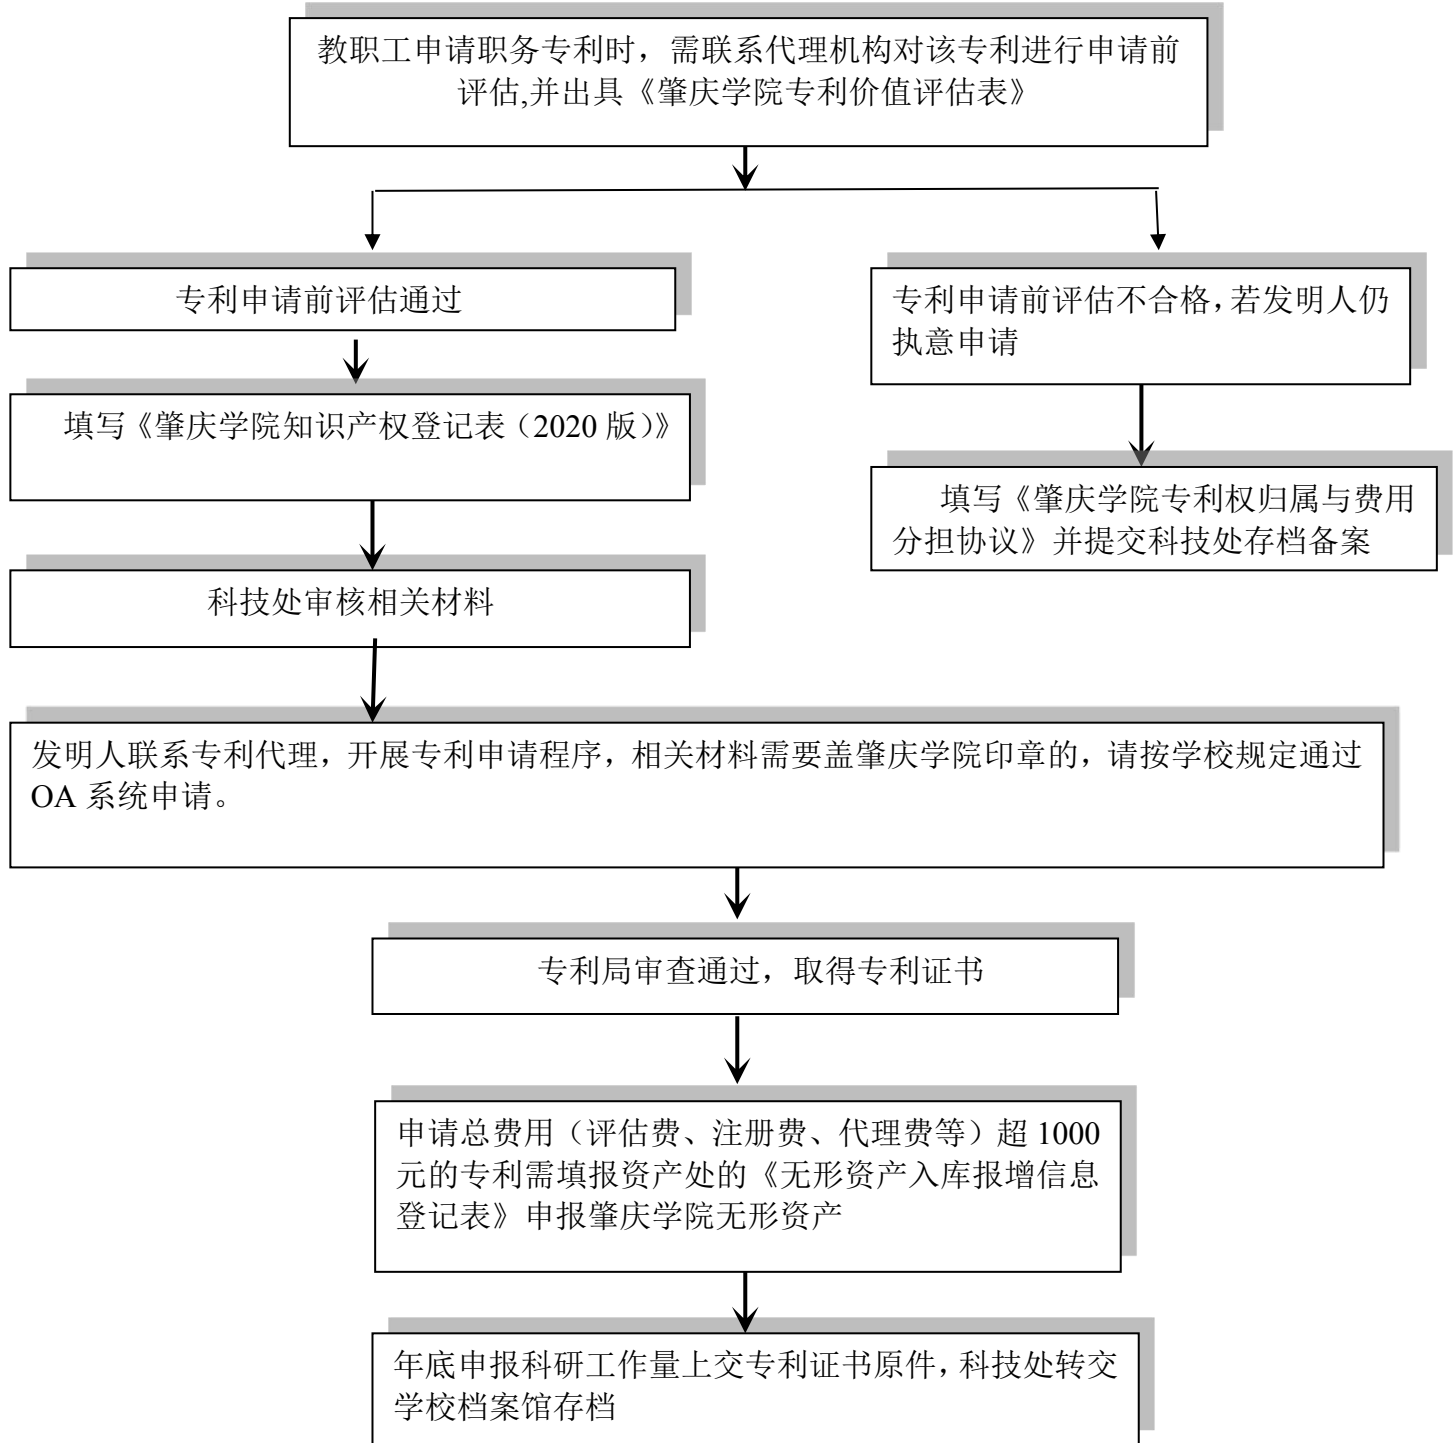 教职工申请职务专利时，需联系代理机构对该专利进行申请前
评估,并出具《肇庆学院专利价值评估表》
专利申请前评估通过
专利申请前评估不合格，若发明人仍
执意申请
填写《肇庆学院知识产权登记表（2020 版）》
填写《肇庆学院专利权归属与费用
分担协议》并提交科技处存档备案
科技处审核相关材料
发明人联系专利代理，开展专利申请程序，相关材料需要盖肇庆学院印章的，请按学校规定通过
OA 系统申请。
专利局审查通过，取得专利证书
申请总费用（评估费、注册费、代理费等）超 1000
元的专利需填报资产处的《无形资产入库报增信息
登记表》申报肇庆学院无形资产
年底申报科研工作量上交专利证书原件，科技处转交
学校档案馆存档